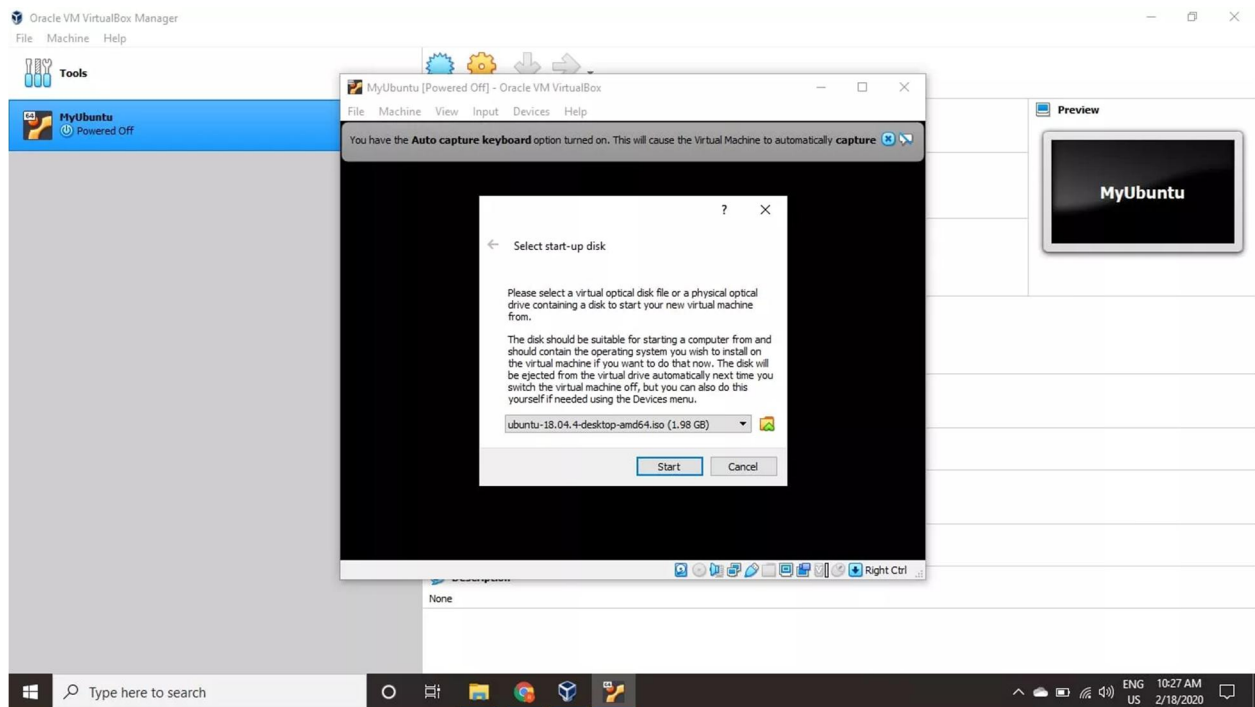 Oracle VM VirtualBox Manager
File Machine Help
Tools
MyUbuntu
Powered Off
MyUbuntu [Powered Off] - Oracle VM VirtualBox
File Machine View Input Devices Help
You have the Auto capture keyboard option turned on. This will cause the Virtual Machine to automatically capture
? 
Select start-up disk
Please select a virtual optical disk file or a physical optical
drive containing a disk to start your new virtual machine
from.
The disk should be suitable for starting a computer from and
should contain the operating system you wish to install on
the virtual machine if you want to do that now. The disk will
be ejected from the virtual drive automatically next time you
switch the virtual machine off, but you can also do this
yourself if needed using the Devices menu.
ubuntu-18.04.4-desktop-amd64.iso (1.98 GB)
Start Cancel
Right Ctrl
Preview
MyUbuntu
None
Type here to search
ENG
US
10:27 AM
2/18/2020